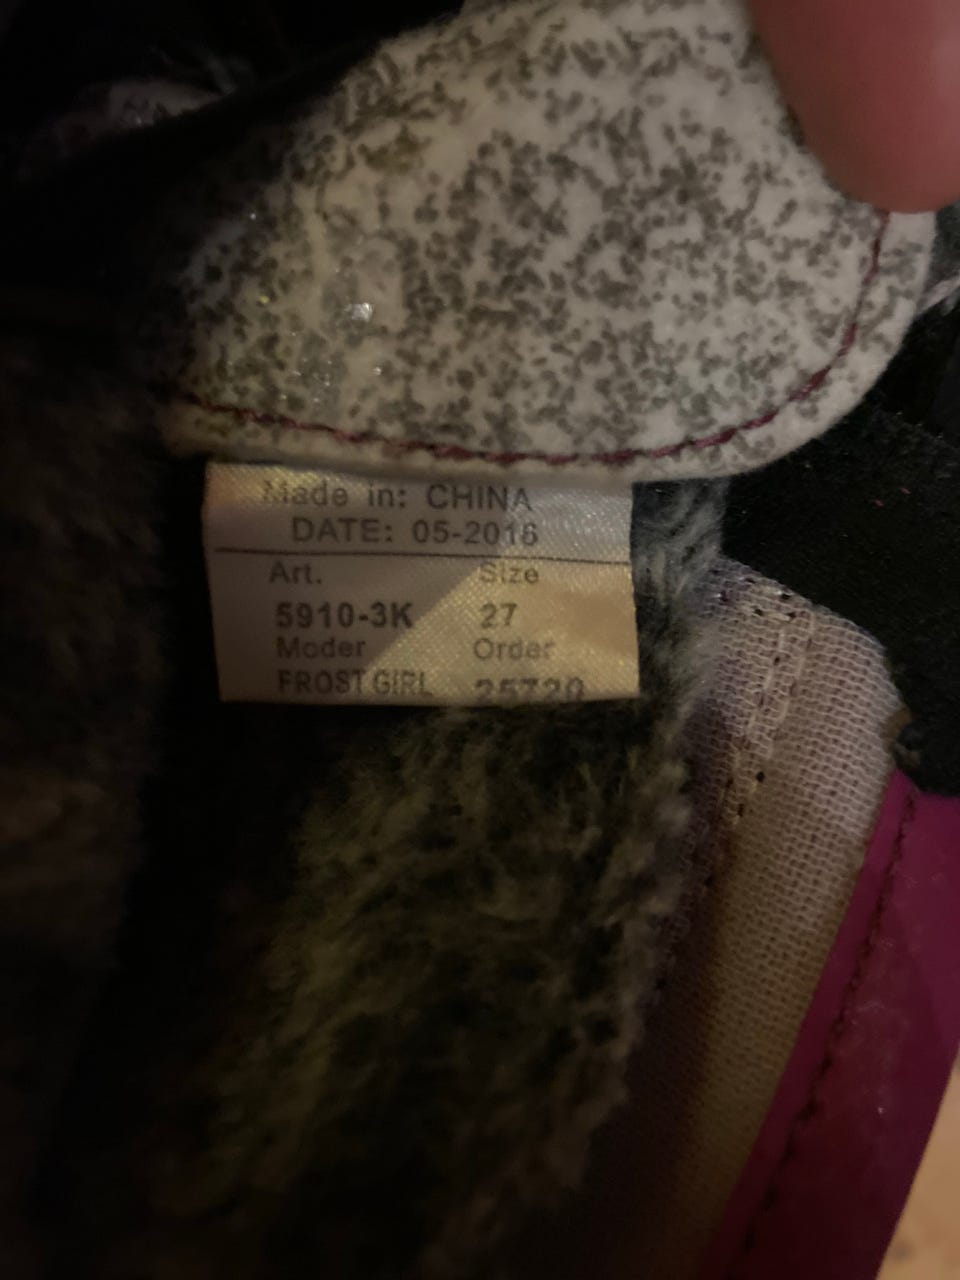 Made in: CHINA
DATE: 05-2016
Art. Size
5910-3K 27
Moder Order
FROST GIRL 25720